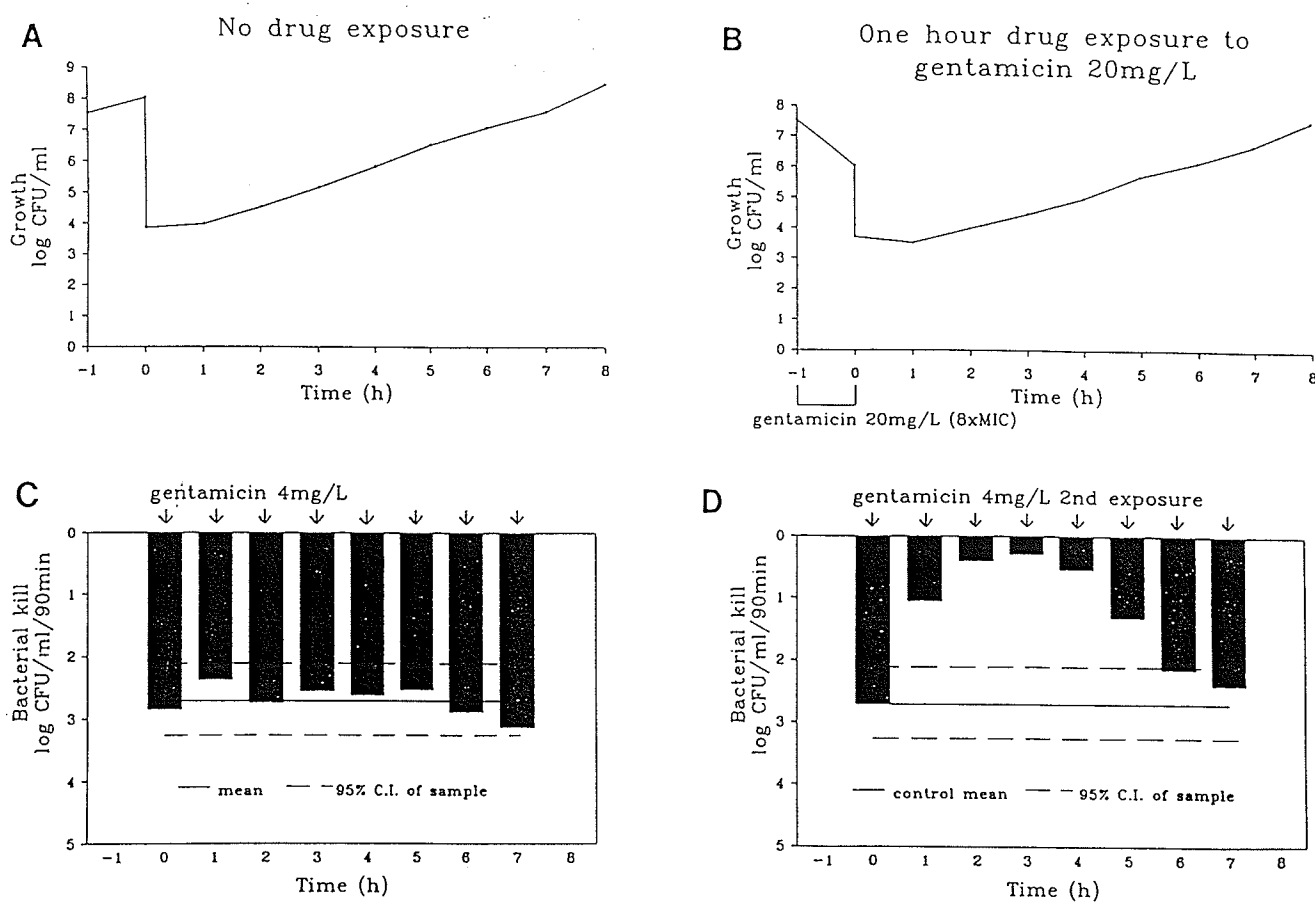 A
No drug exposure
9
8
7
6
5
4
3
2
1
0
Growth
log CFU/ml
-1 0 1 2 3 4 5 6 7 8
Time (h)
B
One hour drug exposure to
gentamicin 20mg/L
8
7
6
5
4
3
2
1
0
Growth
log CFU/ml
-1 0 1 2 3 4 5 6 7 8
Time (h)
gentamicin 20mg/L (8xMIC)
C
gentamicin 4mg/L
0
1
2
3
4
5
Bacterial kill
log CFU/ml/90min
mean
95% C.I. of sample
-1 0 1 2 3 4 5 6 7 8
Time (h)
D
gentamicin 4mg/L 2nd exposure
0
1
2
3
4
5
Bacterial kill
log CFU/ml/90min
control mean
95% C.I. of sample
-1 0 1 2 3 4 5 6 7 8
Time (h)